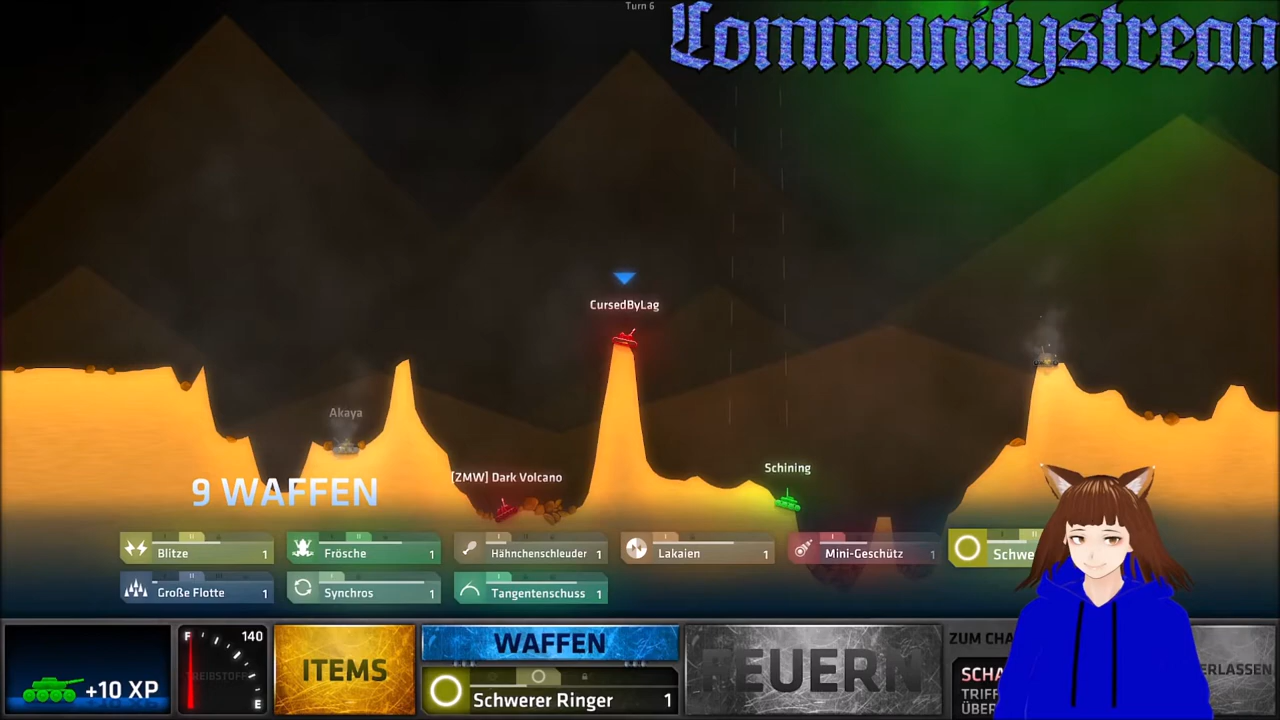 Turn 6
Communitystream
CursedByLag
Akaya
Schining
[ZMW] Dark Volcano
9 WAFFEN
Blitze 1
Frösche 1
Hähnchenschleuder 1
Lakaien 1
Mini-Geschütz 1
Schwe
Große Flotte 1
Synchros 1
Tangentenschuss 1
+10 XP
F 140
TREIBSTOFF
E
ITEMS
WAFFEN
Schwerer Ringer 1
FEUERN
ZUM CHA
SCHA
TRIFF
ÜBER
ERLASSEN